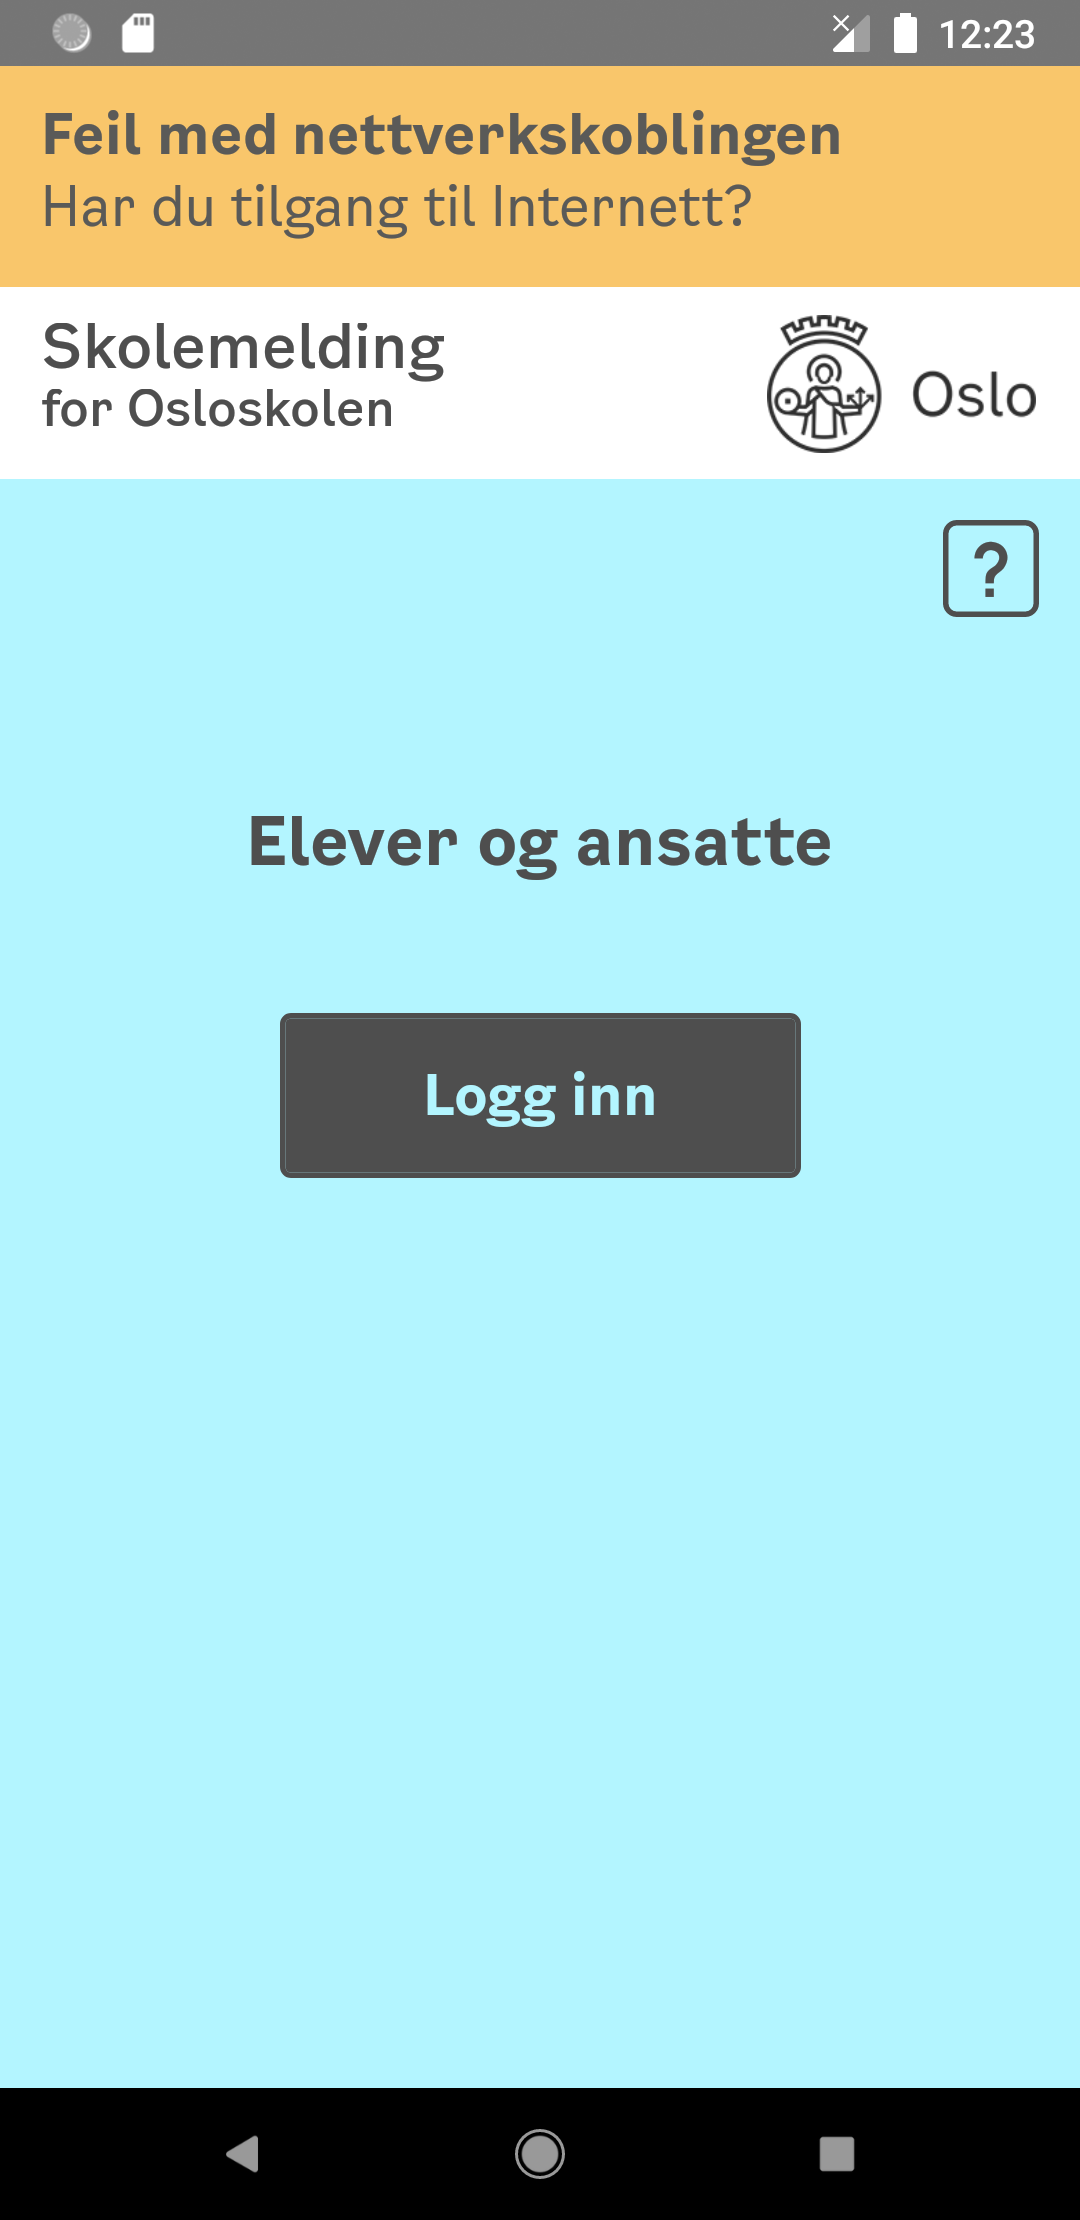 12:23
Feil med nettverkskoblingen
Har du tilgang til Internett?
Skolemelding
for Osloskolen
Oslo
?
Elever og ansatte
Logg inn